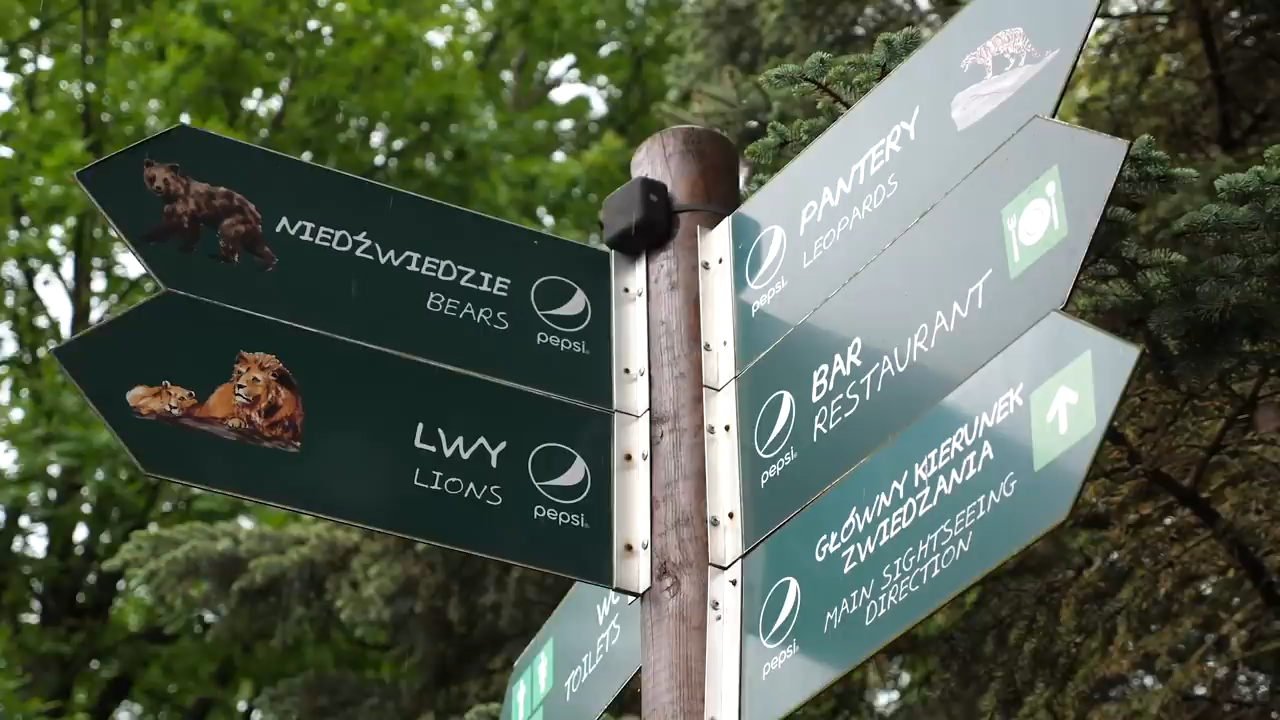 NIEDŹWIEDZIE
BEARS
pepsi
LWY
LIONS
pepsi
PANTERY
LEOPARDS
pepsi
BAR
RESTAURANT
pepsi
GŁÓWNY KIERUNEK
ZWIEDZANIA
MAIN SIGHTSEEING
DIRECTION
pepsi
WC
TOILETS